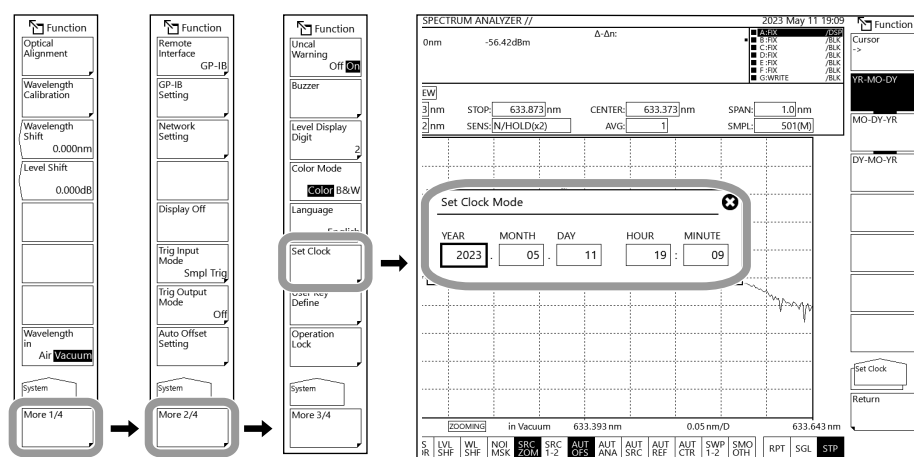 Function
Optical
Alignment
Wavelength
Calibration
Wavelength
Shift
0.000nm
Level Shift
0.000dB
Wavelength
in
Air Vacuum
System
More 1/4
Function
Remote
Interface
GP-IB
GP-IB
Setting
Network
Setting
Display Off
Trig Input
Mode
Smpl Trig
Trig Output
Mode
Off
Auto Offset
Setting
System
More 2/4
Function
Uncal
Warning
Off On
Buzzer
Level Display
Digit
2
Color Mode
Color B&W
Language
English
Set Clock
User Key
Define
Operation
Lock
System
More 3/4
SPECTRUM ANALYZER // 2023 May 11 19:09
0nm -56.42dBm Δ-Δn:
A:FIX /DSP
B:FIX /BLK
C:FIX /BLK
D:FIX /BLK
E:FIX /BLK
F:FIX /BLK
G:WRITE /BLK
EW
3 nm STOP: 633.873 nm CENTER: 633.373 nm SPAN: 1.0 nm
2 nm SENS: N/HOLD(x2) AVG: 1 SMPL: 501(M)
Set Clock Mode
YEAR MONTH DAY HOUR MINUTE
2023 . 05 . 11 19 : 09
ZOOMING in Vacuum 633.393 nm 0.05 nm/D 633.643 nm
S LVL WL NOI SRC SRC AUT AUT AUT AUT AUT SWP SMO RPT SGL STP
R SHF SHF MSK ZOM 1-2 OFS ANA SRC REF CTR 1-2 OTH
Function
Cursor
->
YR-MO-DY
MO-DY-YR
DY-MO-YR
Set Clock
Return